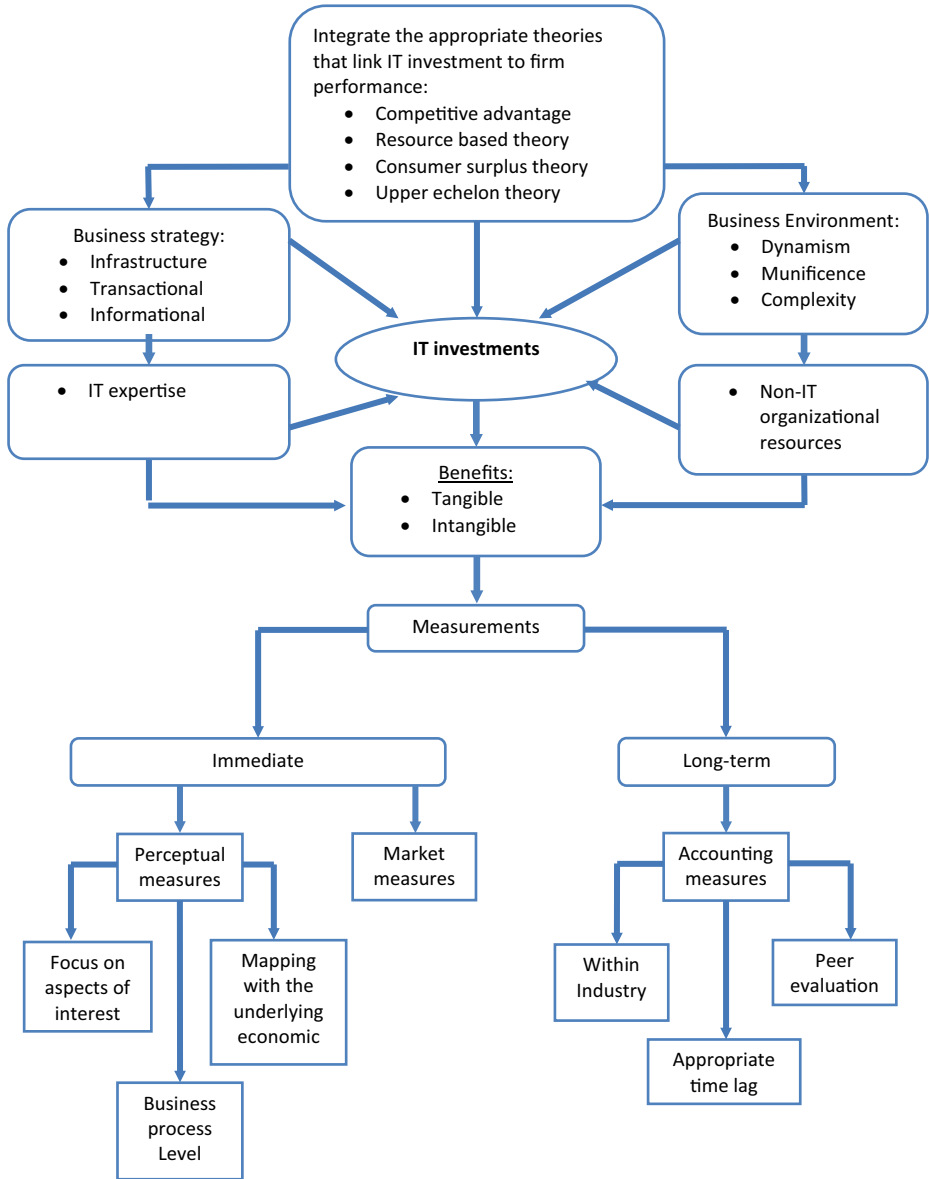 Integrate the appropriate theories
that link IT investment to firm
performance:
• Competitive advantage
• Resource based theory
• Consumer surplus theory
• Upper echelon theory
Business strategy:
• Infrastructure
• Transactional
• Informational
Business Environment:
• Dynamism
• Munificence
• Complexity
IT investments
• IT expertise
• Non-IT
organizational
resources
Benefits:
• Tangible
• Intangible
Measurements
Immediate
Long-term
Perceptual
measures
Market
measures
Accounting
measures
Focus on
aspects of
interest
Mapping
with the
underlying
economic
Within
Industry
Peer
evaluation
Appropriate
time lag
Business
process
Level